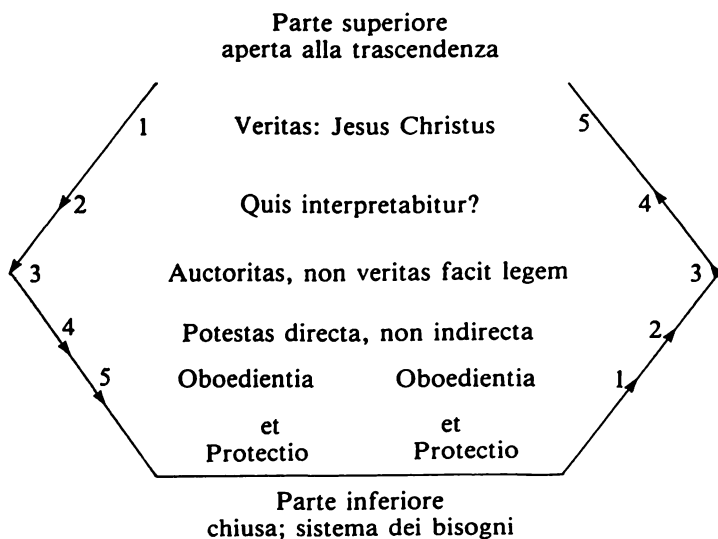 Parte superiore
aperta alla trascendenza
1 Veritas: Jesus Christus 5
2 Quis interpretabitur? 4
3 Auctoritas, non veritas facit legem 3
4 Potestas directa, non indirecta 2
5 Oboedientia Oboedientia 1
et et
Protectio Protectio
Parte inferiore
chiusa; sistema dei bisogni